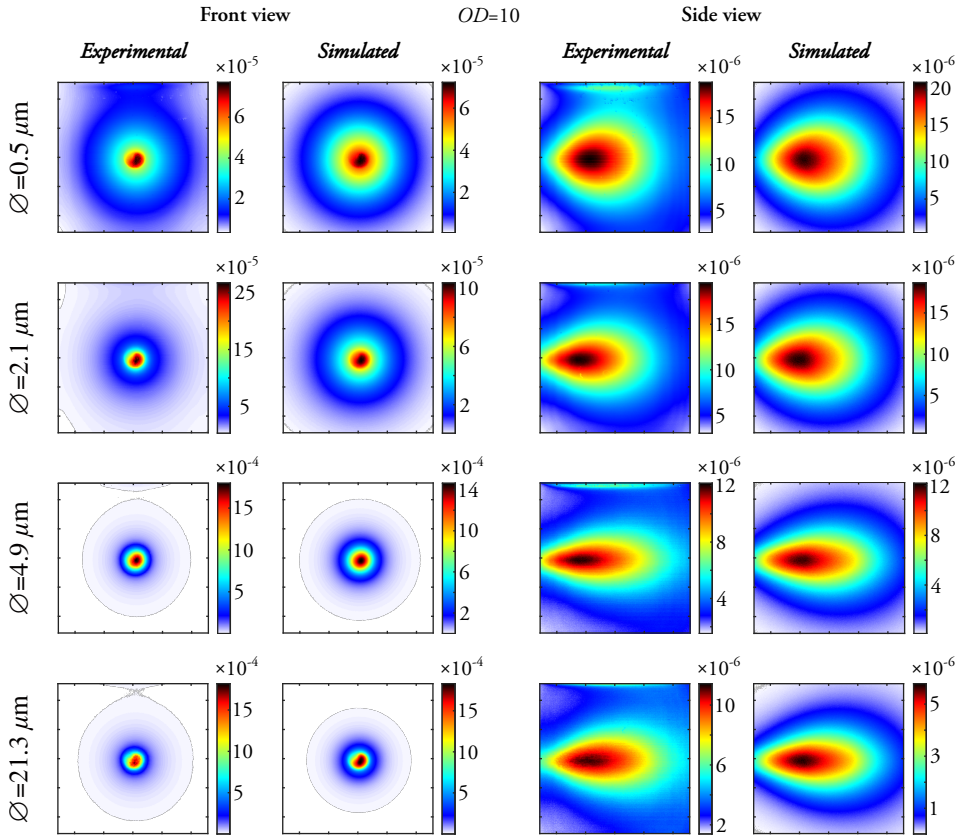 Front view OD=10 Side view
Experimental Simulated Experimental Simulated
Ø=0.5 μm
×10⁻⁵ ×10⁻⁵ ×10⁻⁶ ×10⁻⁶
8 6 4 2
8 6 4 2
15 10 5
20 15 10 5
Ø=2.1 μm
×10⁻⁵ ×10⁻⁵ ×10⁻⁶ ×10⁻⁶
25 15 5
10 8 6 4 2
15 10 5
15 10 5
Ø=4.9 μm
×10⁻⁴ ×10⁻⁴ ×10⁻⁶ ×10⁻⁶
15 10 5
14 10 6 2
12 8 4
12 8 4
Ø=21.3 μm
×10⁻⁴ ×10⁻⁴ ×10⁻⁶ ×10⁻⁶
15 10 5
15 10 5
10 6 2
5 3 1